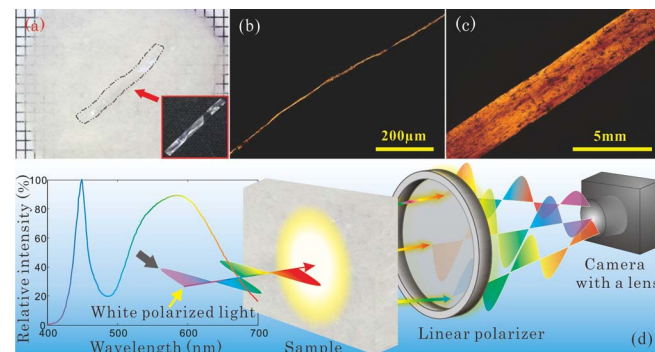 (a)
(b)
(c)
200μm
5mm
Relative intensity (%)
100
80
60
40
20
400
500
600
700
Wavelength (nm)
White polarized light
Sample
Linear polarizer
Camera
with a lens
(d)